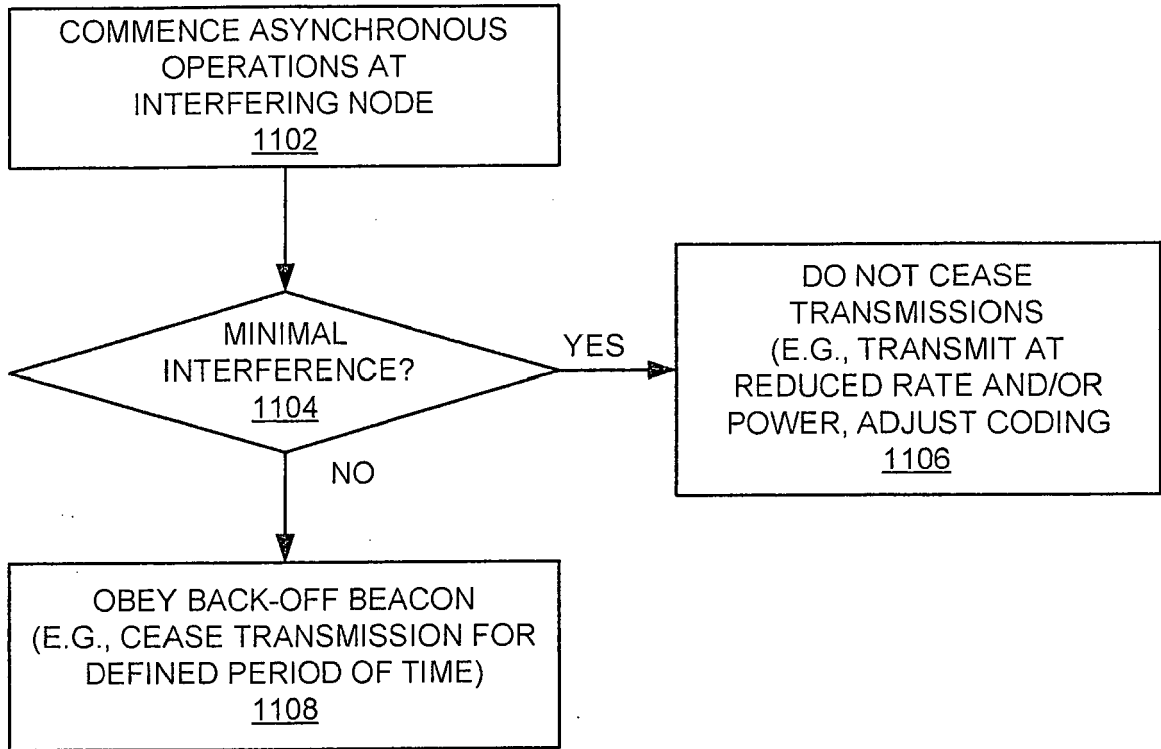 COMMENCE ASYNCHRONOUS
OPERATIONS AT
INTERFERING NODE
1102
MINIMAL
INTERFERENCE?
1104
YES
DO NOT CEASE
TRANSMISSIONS
(E.G., TRANSMIT AT
REDUCED RATE AND/OR
POWER, ADJUST CODING
1106
NO
OBEY BACK-OFF BEACON
(E.G., CEASE TRANSMISSION FOR
DEFINED PERIOD OF TIME)
1108